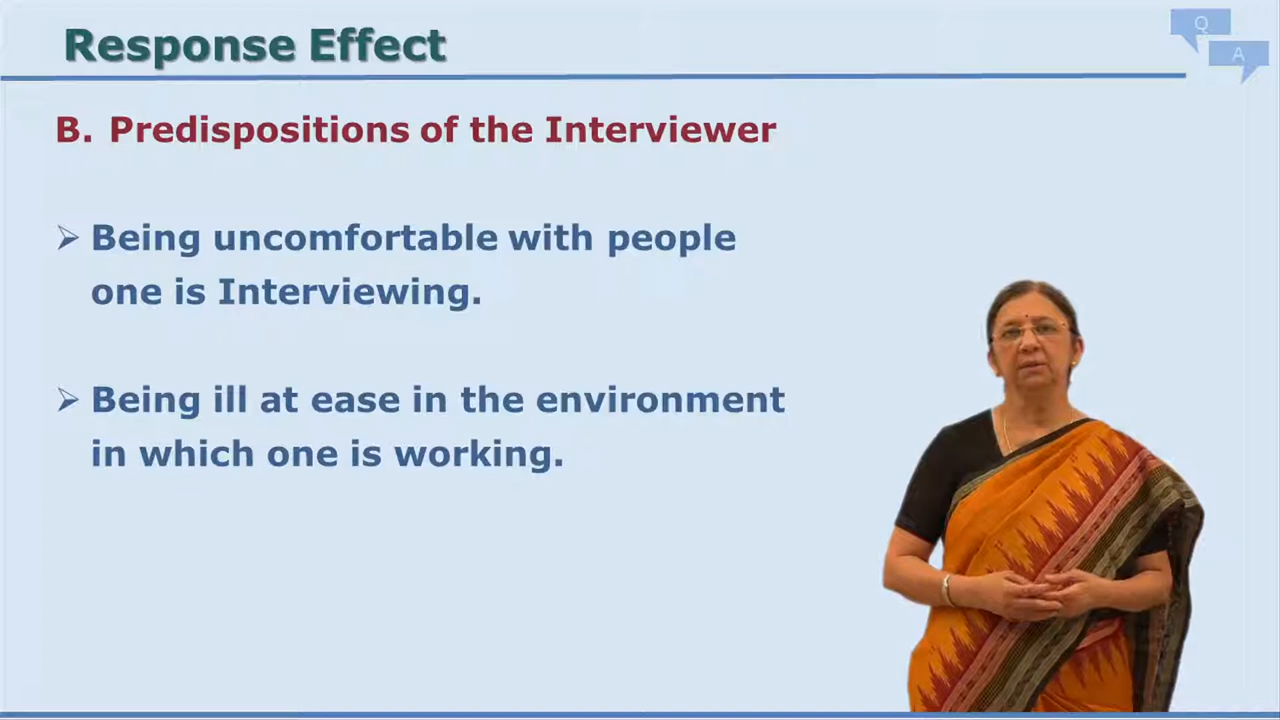 Response Effect
Q
A
B. Predispositions of the Interviewer
➢ Being uncomfortable with people
one is Interviewing.
➢ Being ill at ease in the environment
in which one is working.